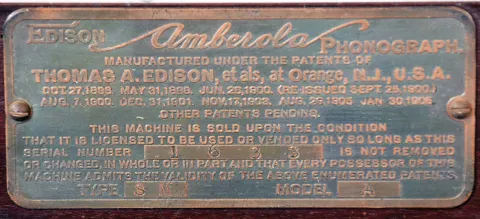 EDISON Amberola PHONOGRAPH.
MANUFACTURED UNDER THE PATENTS OF
THOMAS A. EDISON, et als, at Orange, N.J., U.S.A.
OCT. 27, 1888. MAY 31, 1898. JUN. 26, 1900. (RE-ISSUED SEPT. 25, 1900.)
AUG. 7, 1900. DEC. 31, 1901. NOV. 17, 1903. AUG. 29, 1905 JAN 30, 1906.
OTHER PATENTS PENDING.
THIS MACHINE IS SOLD UPON THE CONDITION
THAT IT IS LICENSED TO BE USED OR VENDED ONLY SO LONG AS THIS
SERIAL NUMBER IS NOT REMOVED
OR CHANGED, IN WHOLE OR IN PART AND THAT EVERY POSSESSOR OF THIS
MACHINE ADMITS THE VALIDITY OF THE ABOVE ENUMERATED PATENTS.
TYPE S M MODEL A